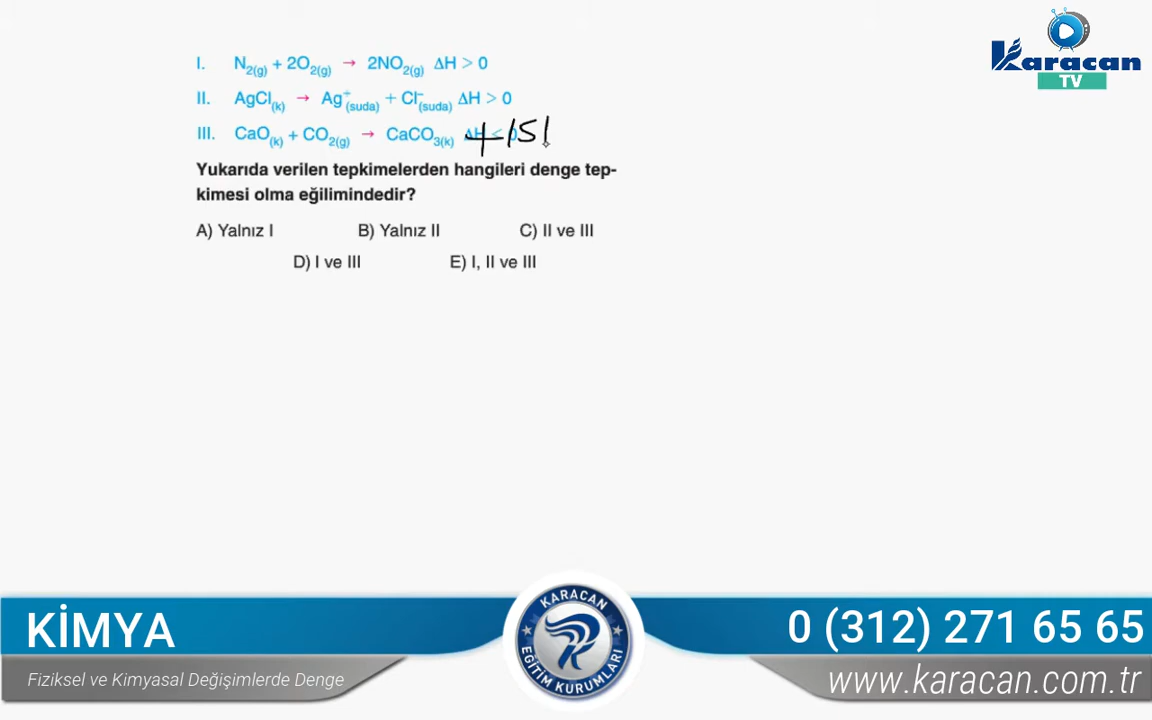 Karacan
TV
I. N₂(g) + 2O₂(g) → 2NO₂(g) ΔH > 0
II. AgCl(k) → Ag⁺(suda) + Cl⁻(suda) ΔH > 0
III. CaO(k) + CO₂(g) → CaCO₃(k) ΔH < 0
+ısı
Yukarıda verilen tepkimelerden hangileri denge tep-
kimesi olma eğilimindedir?
A) Yalnız I B) Yalnız II C) II ve III
D) I ve III E) I, II ve III
KİMYA
Fiziksel ve Kimyasal Değişimlerde Denge
KARACAN
EĞİTİM KURUMLARI
0 (312) 271 65 65
www.karacan.com.tr